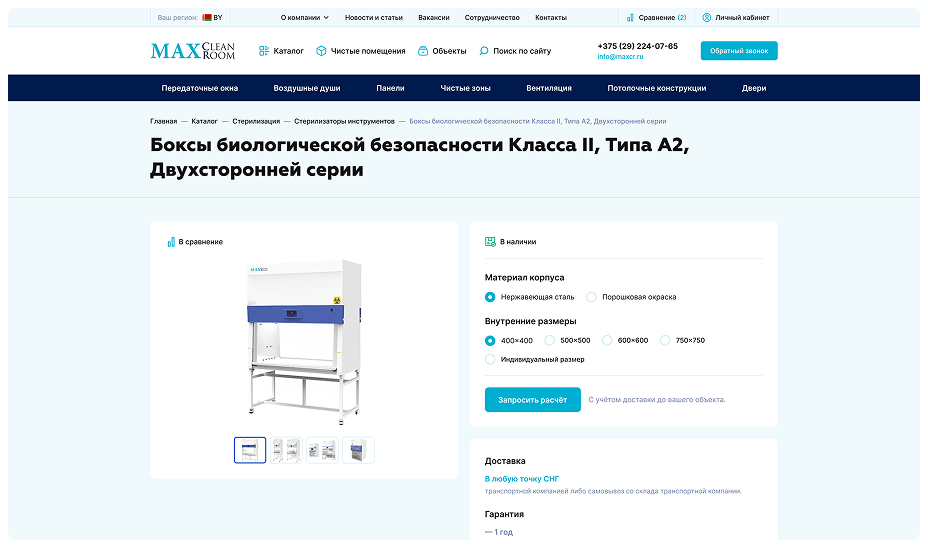 Ваш регион: BY
О компании
Новости и статьи
Вакансии
Сотрудничество
Контакты
Сравнение (2)
Личный кабинет
MAX CLEAN ROOM
Каталог
Чистые помещения
Объекты
Поиск по сайту
+375 (29) 224-07-65
info@maxcr.ru
Обратный звонок
Передаточные окна
Воздушные души
Панели
Чистые зоны
Вентиляция
Потолочные конструкции
Двери
Главная — Каталог — Стерилизация — Стерилизаторы инструментов — Боксы биологической безопасности Класса II, Типа A2, Двухсторонней серии
Боксы биологической безопасности Класса II, Типа A2,
Двухсторонней серии
В сравнение
В наличии
Материал корпуса
Нержавеющая сталь
Порошковая окраска
Внутренние размеры
400×400
500×500
600×600
750×750
Индивидуальный размер
Запросить расчёт
С учётом доставки до вашего объекта.
Доставка
В любую точку СНГ
транспортной компанией либо самовывоз со склада транспортной компании.
Гарантия
— 1 год